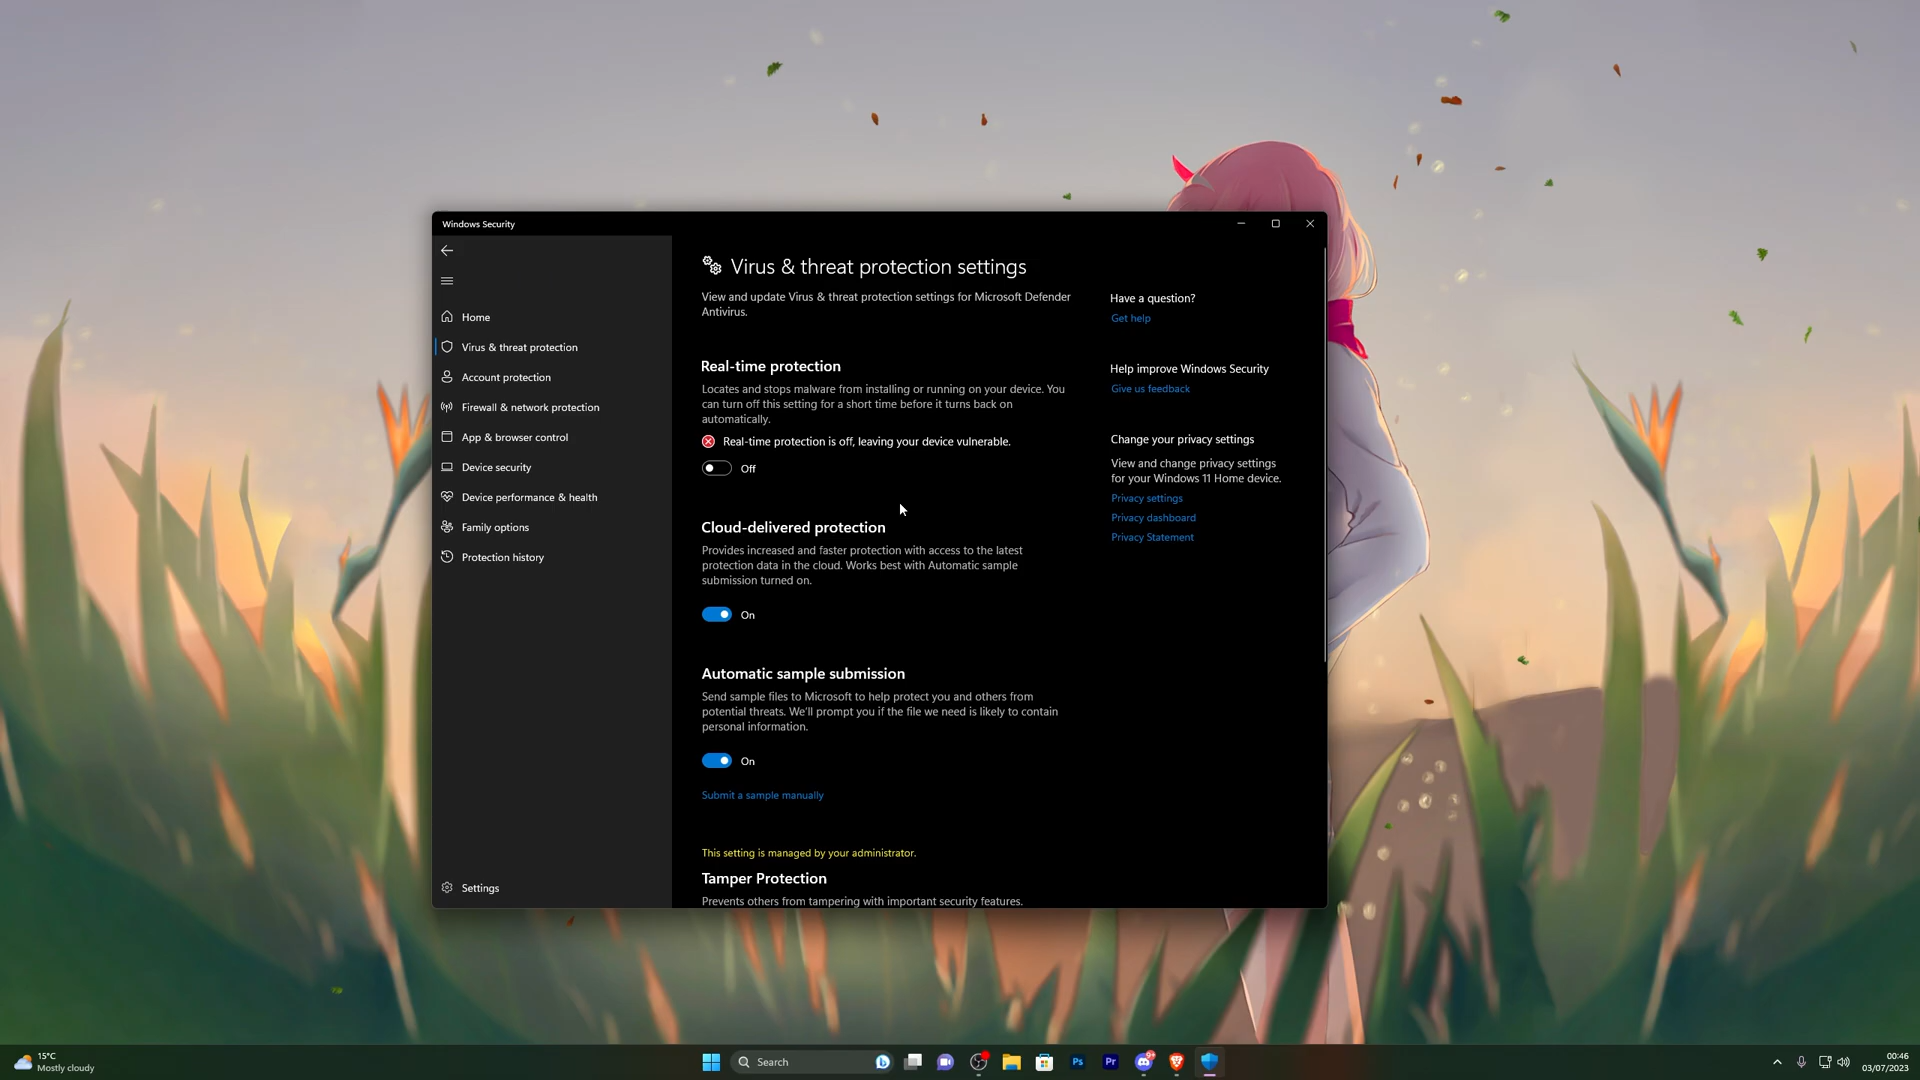 Windows Security
Home
Virus & threat protection
Account protection
Firewall & network protection
App & browser control
Device security
Device performance & health
Family options
Protection history
Settings
Virus & threat protection settings
View and update Virus & threat protection settings for Microsoft Defender
Antivirus.
Real-time protection
Locates and stops malware from installing or running on your device. You
can turn off this setting for a short time before it turns back on
automatically.
Real-time protection is off, leaving your device vulnerable.
Off
Cloud-delivered protection
Provides increased and faster protection with access to the latest
protection data in the cloud. Works best with Automatic sample
submission turned on.
On
Automatic sample submission
Send sample files to Microsoft to help protect you and others from
potential threats. We'll prompt you if the file we need is likely to contain
personal information.
On
Submit a sample manually
This setting is managed by your administrator.
Tamper Protection
Prevents others from tampering with important security features.
Have a question?
Get help
Help improve Windows Security
Give us feedback
Change your privacy settings
View and change privacy settings
for your Windows 11 Home device.
Privacy settings
Privacy dashboard
Privacy Statement
15°C
Mostly cloudy
Search
Ps
Pr
9+
00:46
03/07/2023